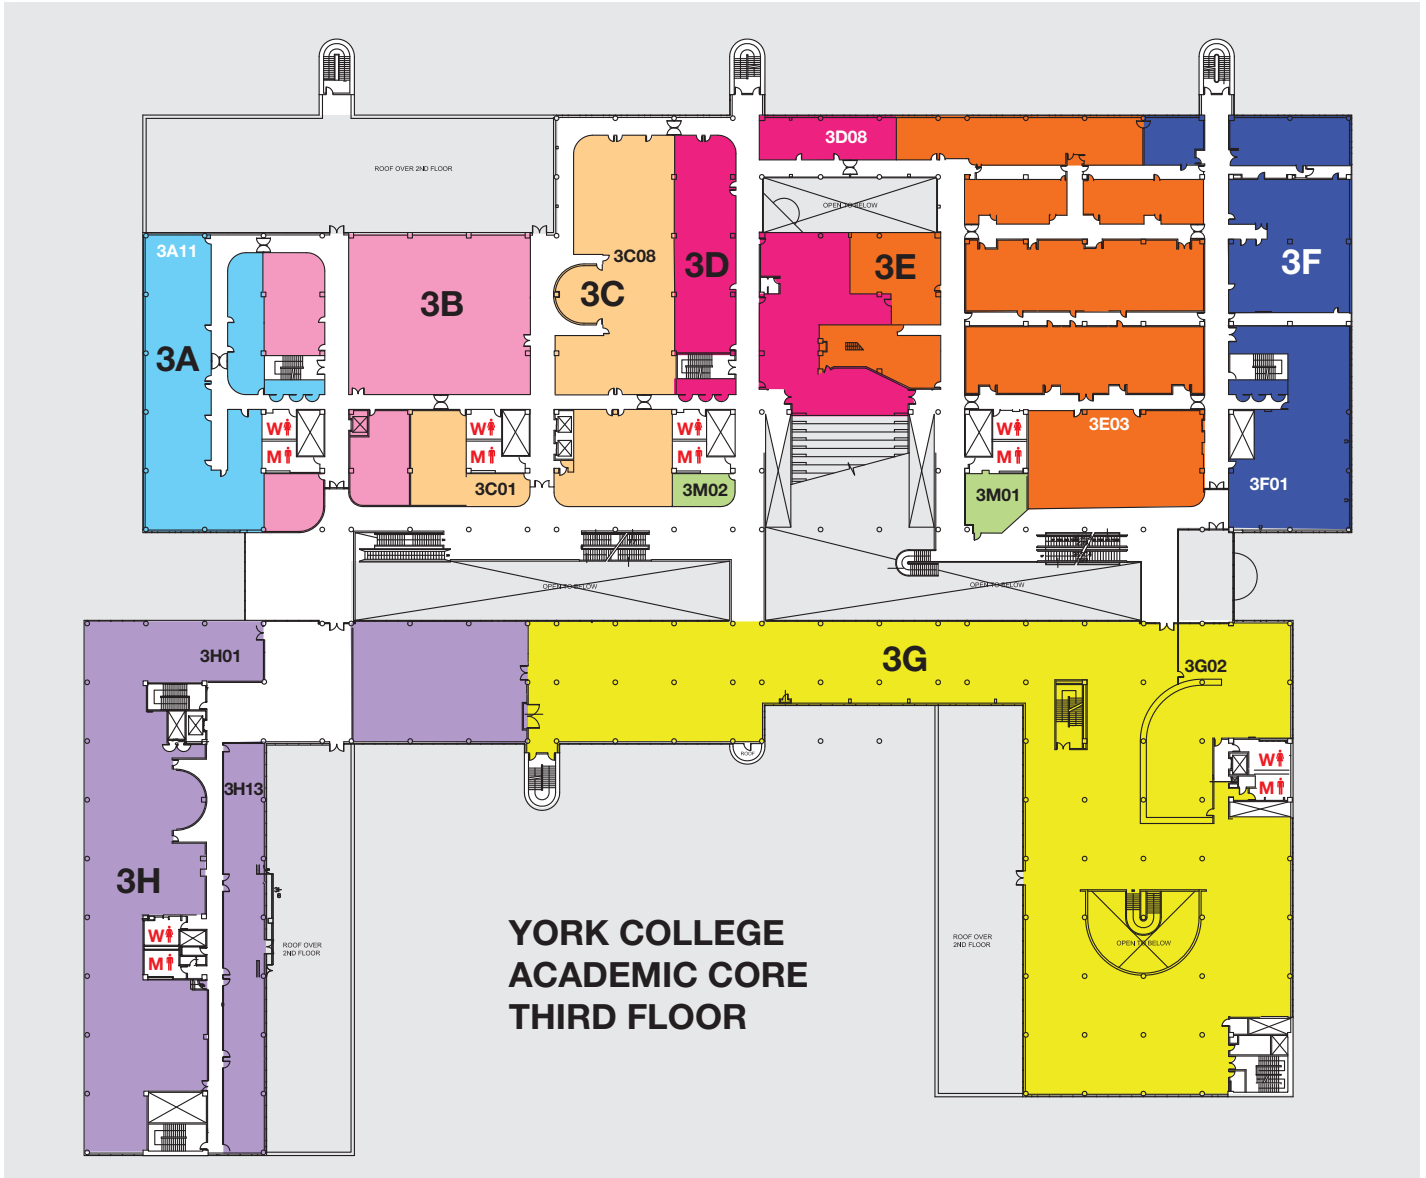 3D08
ROOF OVER 2ND FLOOR
OPEN TO BELOW
3A11
3C08
3D
3E
3F
3B
3C
3A
W
W
W
W
3E03
M
M
M
M
3C01
3M02
3M01
3F01
OPEN TO BELOW
OPEN TO BELOW
3H01
3G
3G02
ROOF
W
M
3H13
3H
W
M
ROOF OVER
2ND FLOOR
YORK COLLEGE
ACADEMIC CORE
THIRD FLOOR
ROOF OVER
2ND FLOOR
OPEN TO BELOW